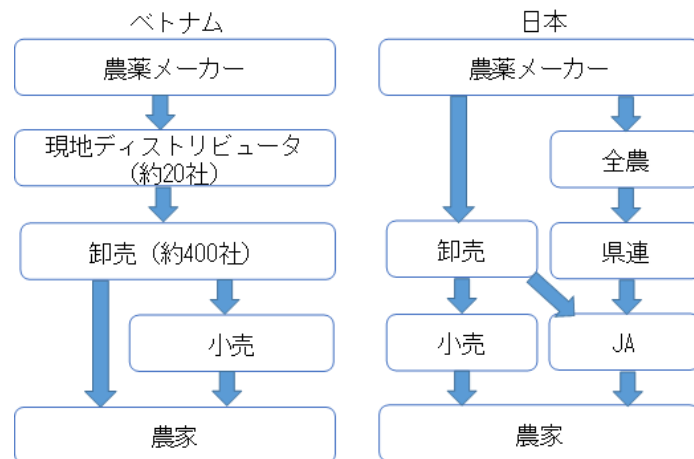 ベトナム
農薬メーカー
現地ディストリビュータ
(約20社)
卸売（約400社）
小売
農家
日本
農薬メーカー
全農
卸売
県連
小売
JA
農家